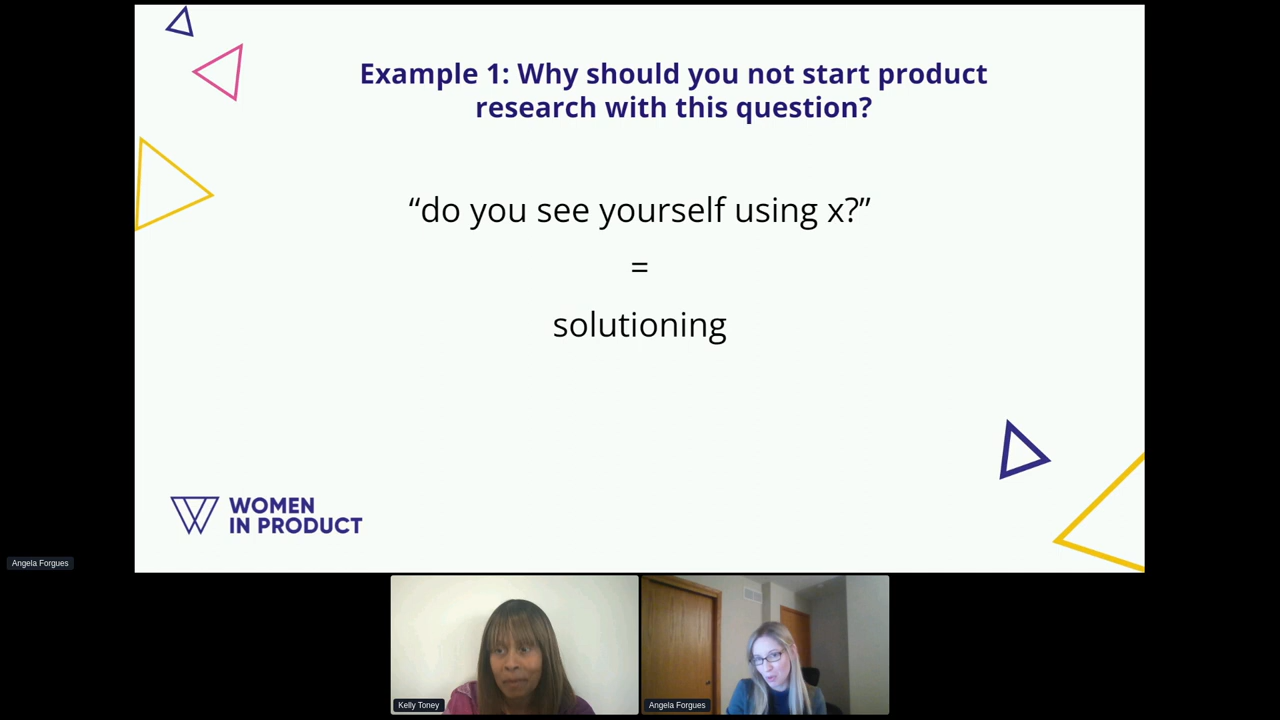 Example 1: Why should you not start product
research with this question?
“do you see yourself using x?”
=
solutioning
WOMEN
IN PRODUCT
Angela Forgues
Kelly Toney
Angela Forgues